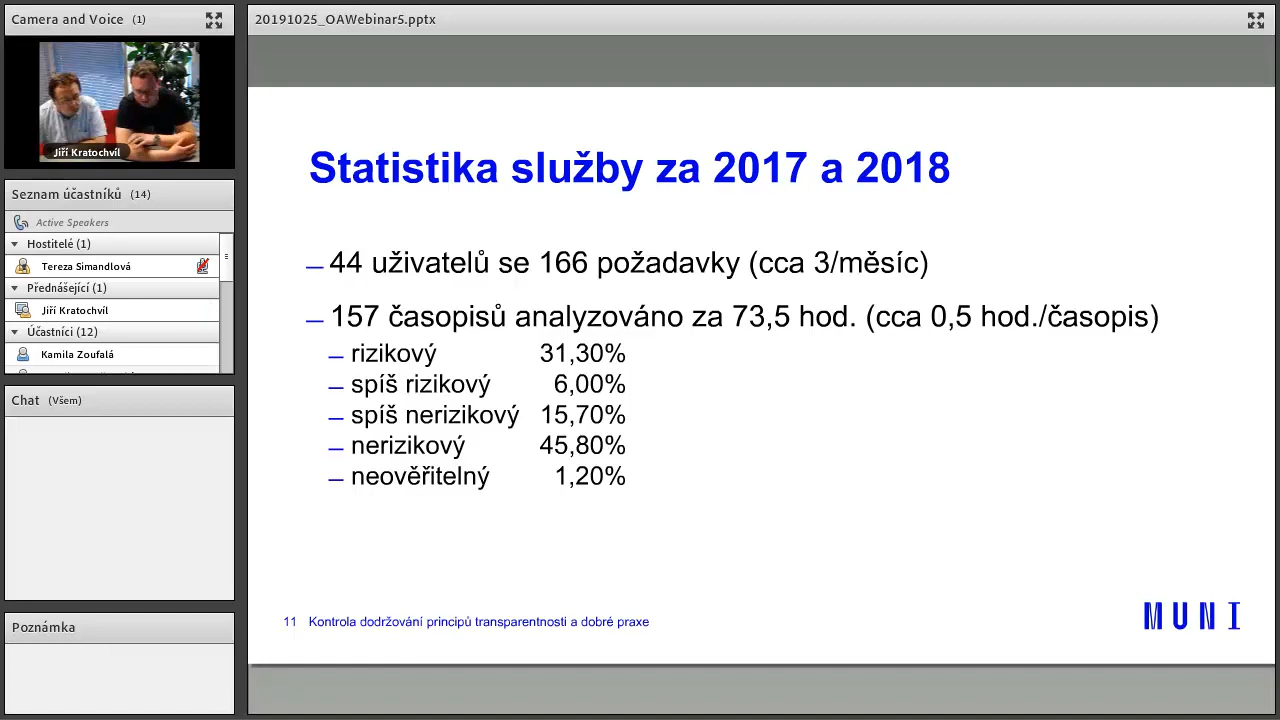 Camera and Voice (1)
Jiří Kratochvíl
Seznam účastníků (14)
Active Speakers
Hostitelé (1)
Tereza Simandlová
Přednášející (1)
Jiří Kratochvíl
Účastníci (12)
Kamila Zoufalá
Chat (Všem)
Poznámka
20191025_OAWebinar5.pptx
Statistika služby za 2017 a 2018
– 44 uživatelů se 166 požadavky (cca 3/měsíc)
– 157 časopisů analyzováno za 73,5 hod. (cca 0,5 hod./časopis)
– rizikový 31,30%
– spíš rizikový 6,00%
– spíš nerizikový 15,70%
– nerizikový 45,80%
– neověřitelný 1,20%
11 Kontrola dodržování principů transparentnosti a dobré praxe
MUNI